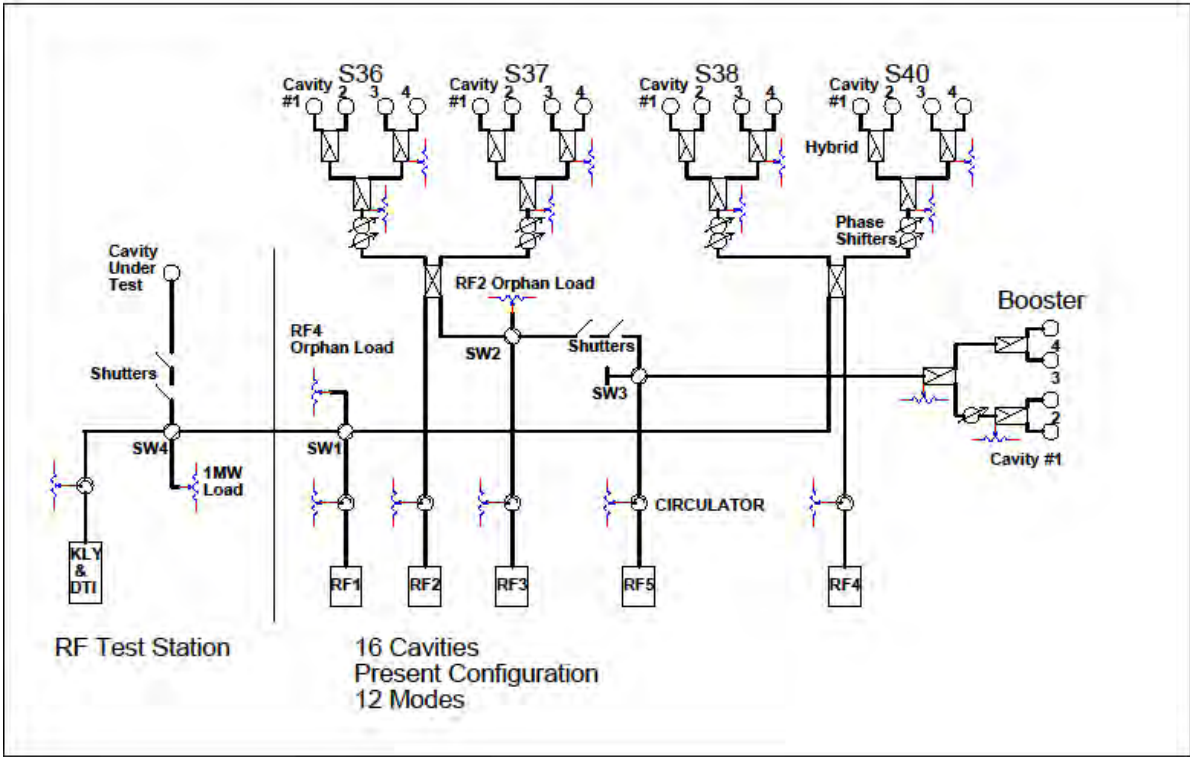 S36
S37
S38
S40
Cavity
#1
2
3
4
Cavity
#1
2
3
4
Cavity
#1
2
3
4
Cavity
#1
2
3
4
Hybrid
Phase
Shifters
Cavity
Under
Test
RF2 Orphan Load
Booster
RF4
Orphan Load
SW2
Shutters
4
3
Shutters
SW3
2
SW4
SW1
Cavity #1
1MW
Load
CIRCULATOR
KLY
&
DTI
RF1
RF2
RF3
RF5
RF4
RF Test Station
16 Cavities
Present Configuration
12 Modes